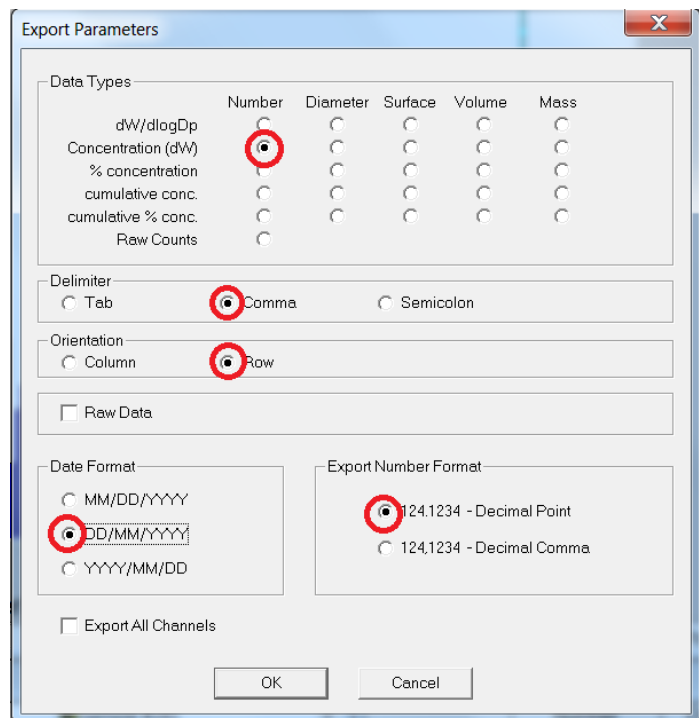 Export Parameters
Data Types
Number Diameter Surface Volume Mass
dW/dlogDp
Concentration (dW)
% concentration
cumulative conc.
cumulative % conc.
Raw Counts
Delimiter
Tab Comma Semicolon
Orientation
Column Row
Raw Data
Date Format
MM/DD/YYYY
DD/MM/YYYY
YYYY/MM/DD
Export Number Format
124.1234 - Decimal Point
124,1234 - Decimal Comma
Export All Channels
OK Cancel